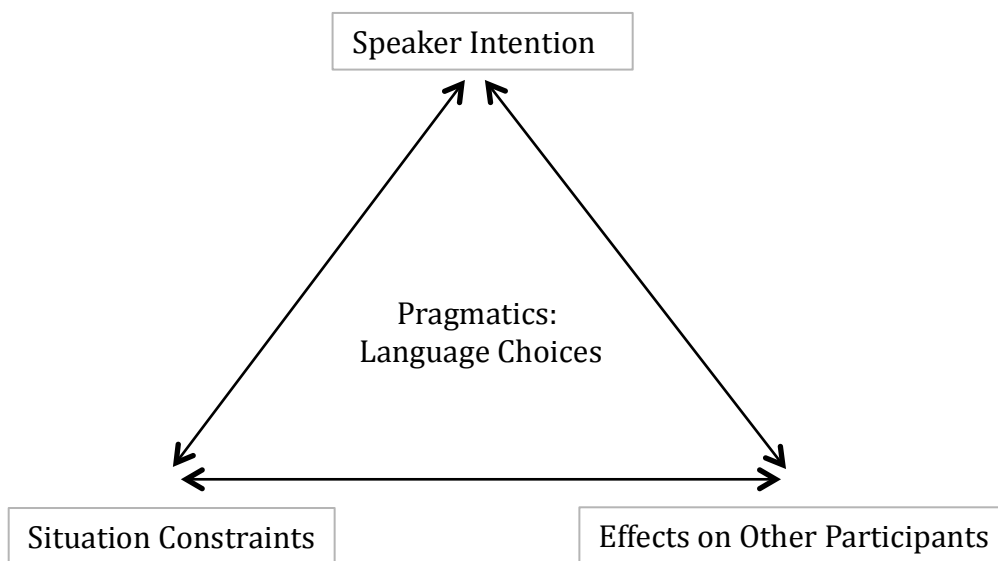 Speaker Intention
Pragmatics:
Language Choices
Situation Constraints
Effects on Other Participants